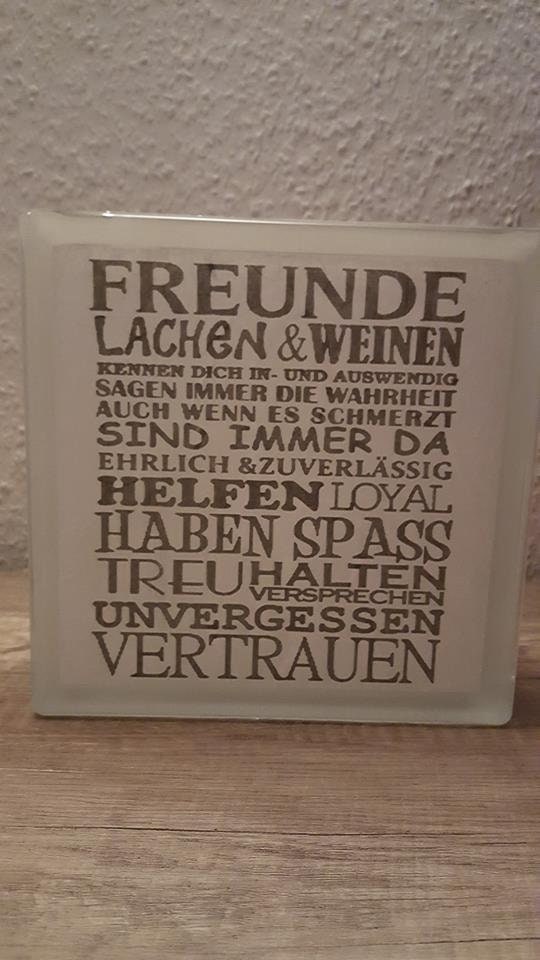 FREUNDE
LACHEN & WEINEN
KENNEN DICH IN- UND AUSWENDIG
SAGEN IMMER DIE WAHRHEIT
AUCH WENN ES SCHMERZT
SIND IMMER DA
EHRLICH & ZUVERLÄSSIG
HELFEN LOYAL
HABEN SPASS
TREU HALTEN
VERSPRECHEN
UNVERGESSEN
VERTRAUEN